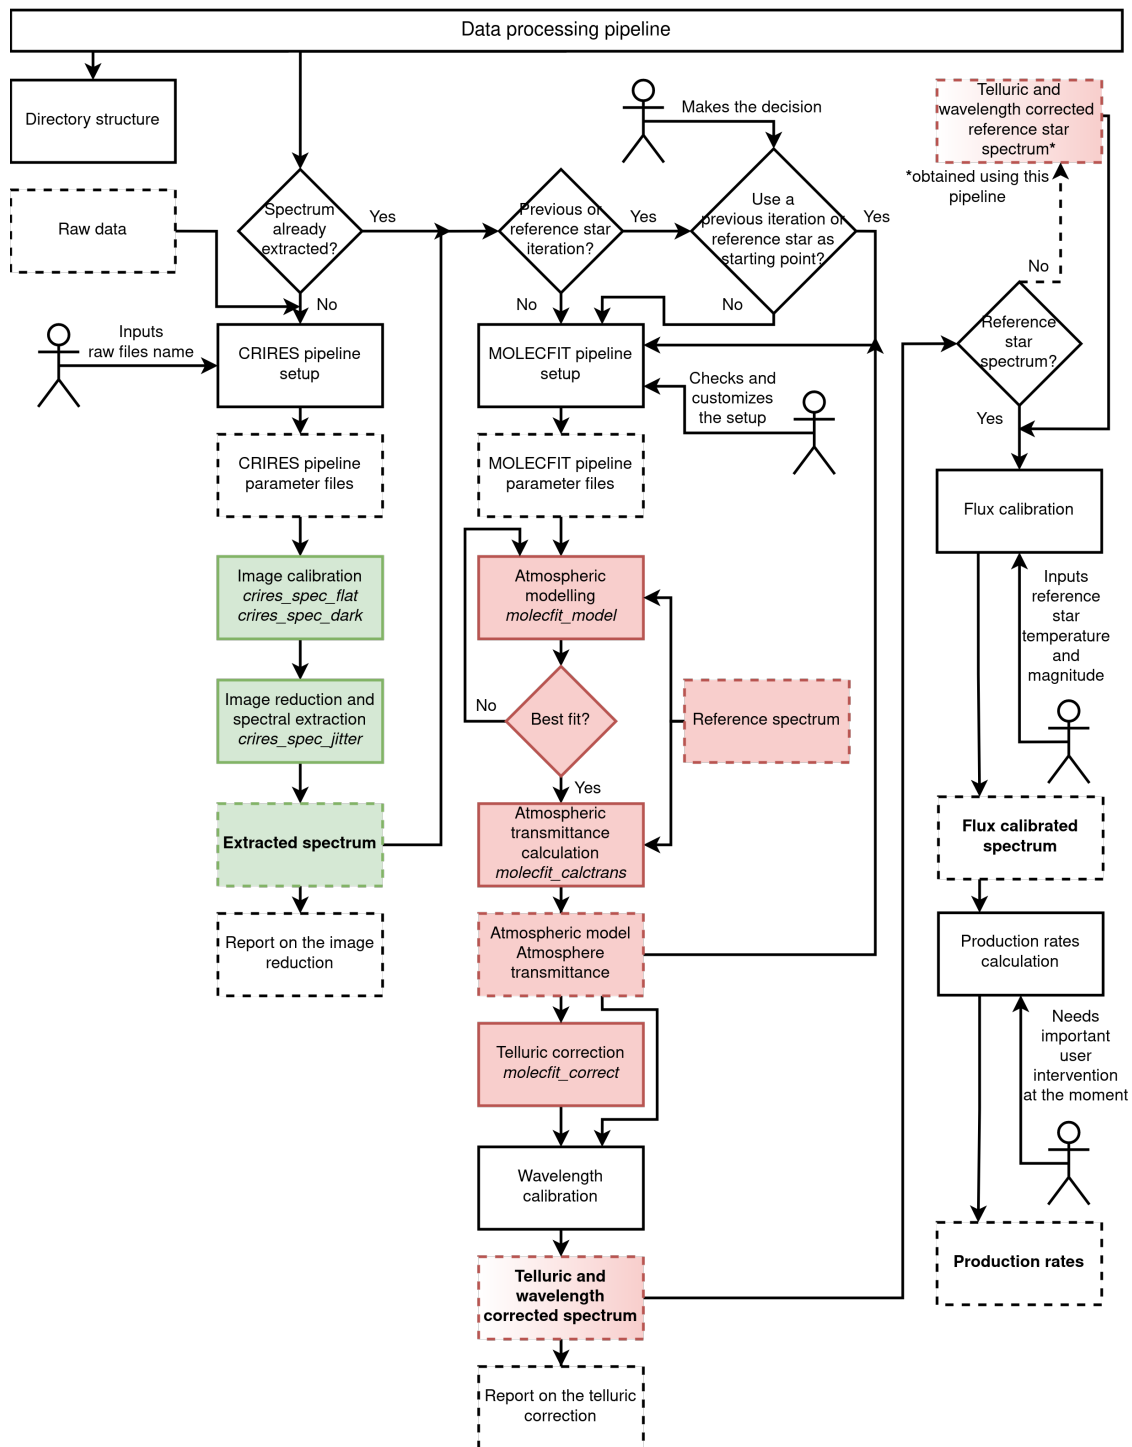 Data processing pipeline
Directory structure
Makes the decision
Telluric and
wavelength corrected
reference star
spectrum*
*obtained using this
pipeline
Raw data
Spectrum
already
extracted?
Yes
Previous or
reference star
iteration?
Yes
Use a
previous iteration or
reference star as
starting point?
Yes
No
No
No
No
Inputs
raw files name
CRIRES pipeline
setup
MOLECFIT pipeline
setup
Reference
star
spectrum?
Checks and
customizes
the setup
Yes
CRIRES pipeline
parameter files
MOLECFIT pipeline
parameter files
Flux calibration
Image calibration
crires_spec_flat
crires_spec_dark
Atmospheric
modelling
molecfit_model
Inputs
reference
star
temperature
and
magnitude
Image reduction and
spectral extraction
crires_spec_jitter
No
Best fit?
Reference spectrum
Yes
Extracted spectrum
Atmospheric
transmittance
calculation
molecfit_calctrans
Flux calibrated
spectrum
Report on the image
reduction
Atmospheric model
Atmosphere
transmittance
Production rates
calculation
Telluric correction
molecfit_correct
Needs
important
user
intervention
at the moment
Wavelength
calibration
Telluric and
wavelength
corrected spectrum
Production rates
Report on the telluric
correction